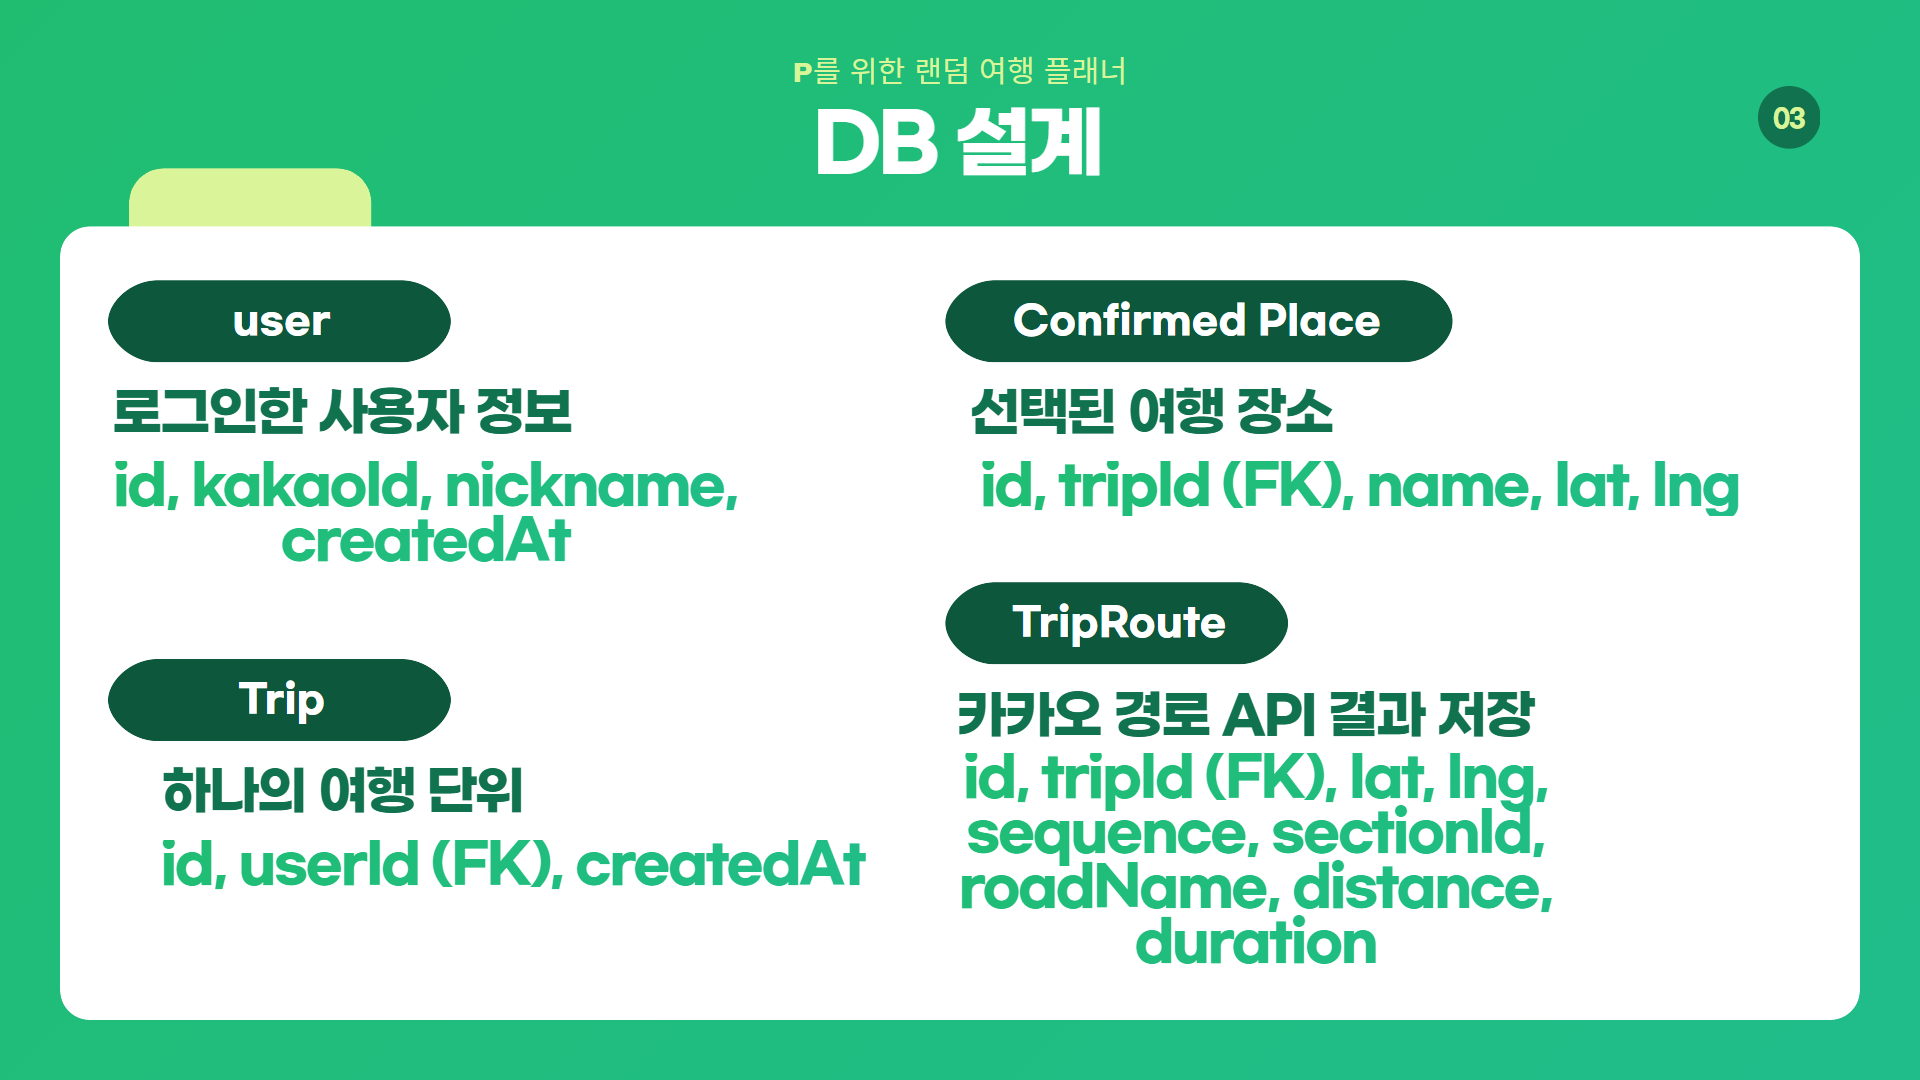 P를 위한 랜덤 여행 플래너
DB 설계
03
user
로그인한 사용자 정보
id, kakaoId, nickname,
createdAt
Trip
하나의 여행 단위
id, userId (FK), createdAt
Confirmed Place
선택된 여행 장소
id, tripId (FK), name, lat, lng
TripRoute
카카오 경로 API 결과 저장
id, tripId (FK), lat, lng,
sequence, sectionId,
roadName, distance,
duration